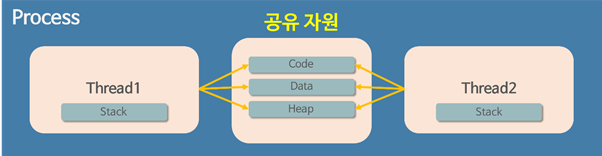 Process
공유 자원
Thread1
Stack
Code
Data
Heap
Thread2
Stack